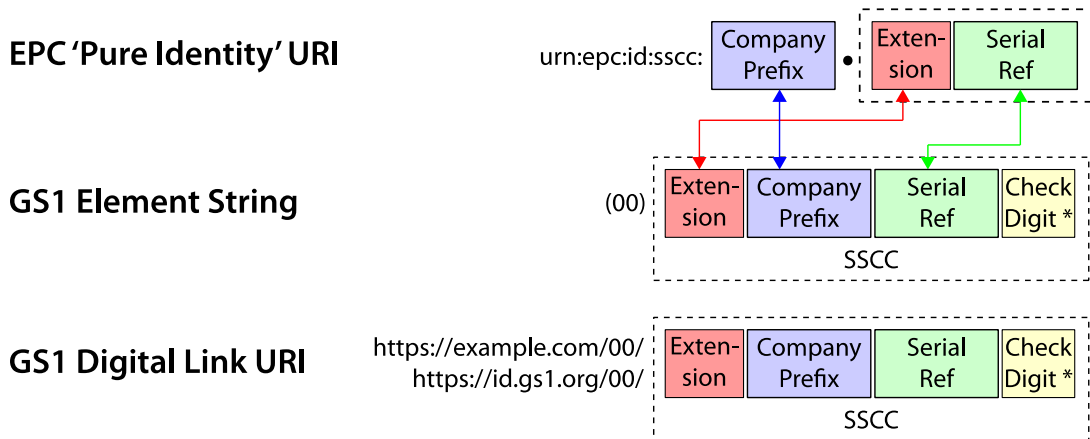 EPC ‘Pure Identity’ URI
urn:epc:id:sscc:
Company
Prefix
•
Exten-
sion
Serial
Ref
GS1 Element String
(00)
Exten-
sion
Company
Prefix
Serial
Ref
Check
Digit *
SSCC
GS1 Digital Link URI
https://example.com/00/
https://id.gs1.org/00/
Exten-
sion
Company
Prefix
Serial
Ref
Check
Digit *
SSCC